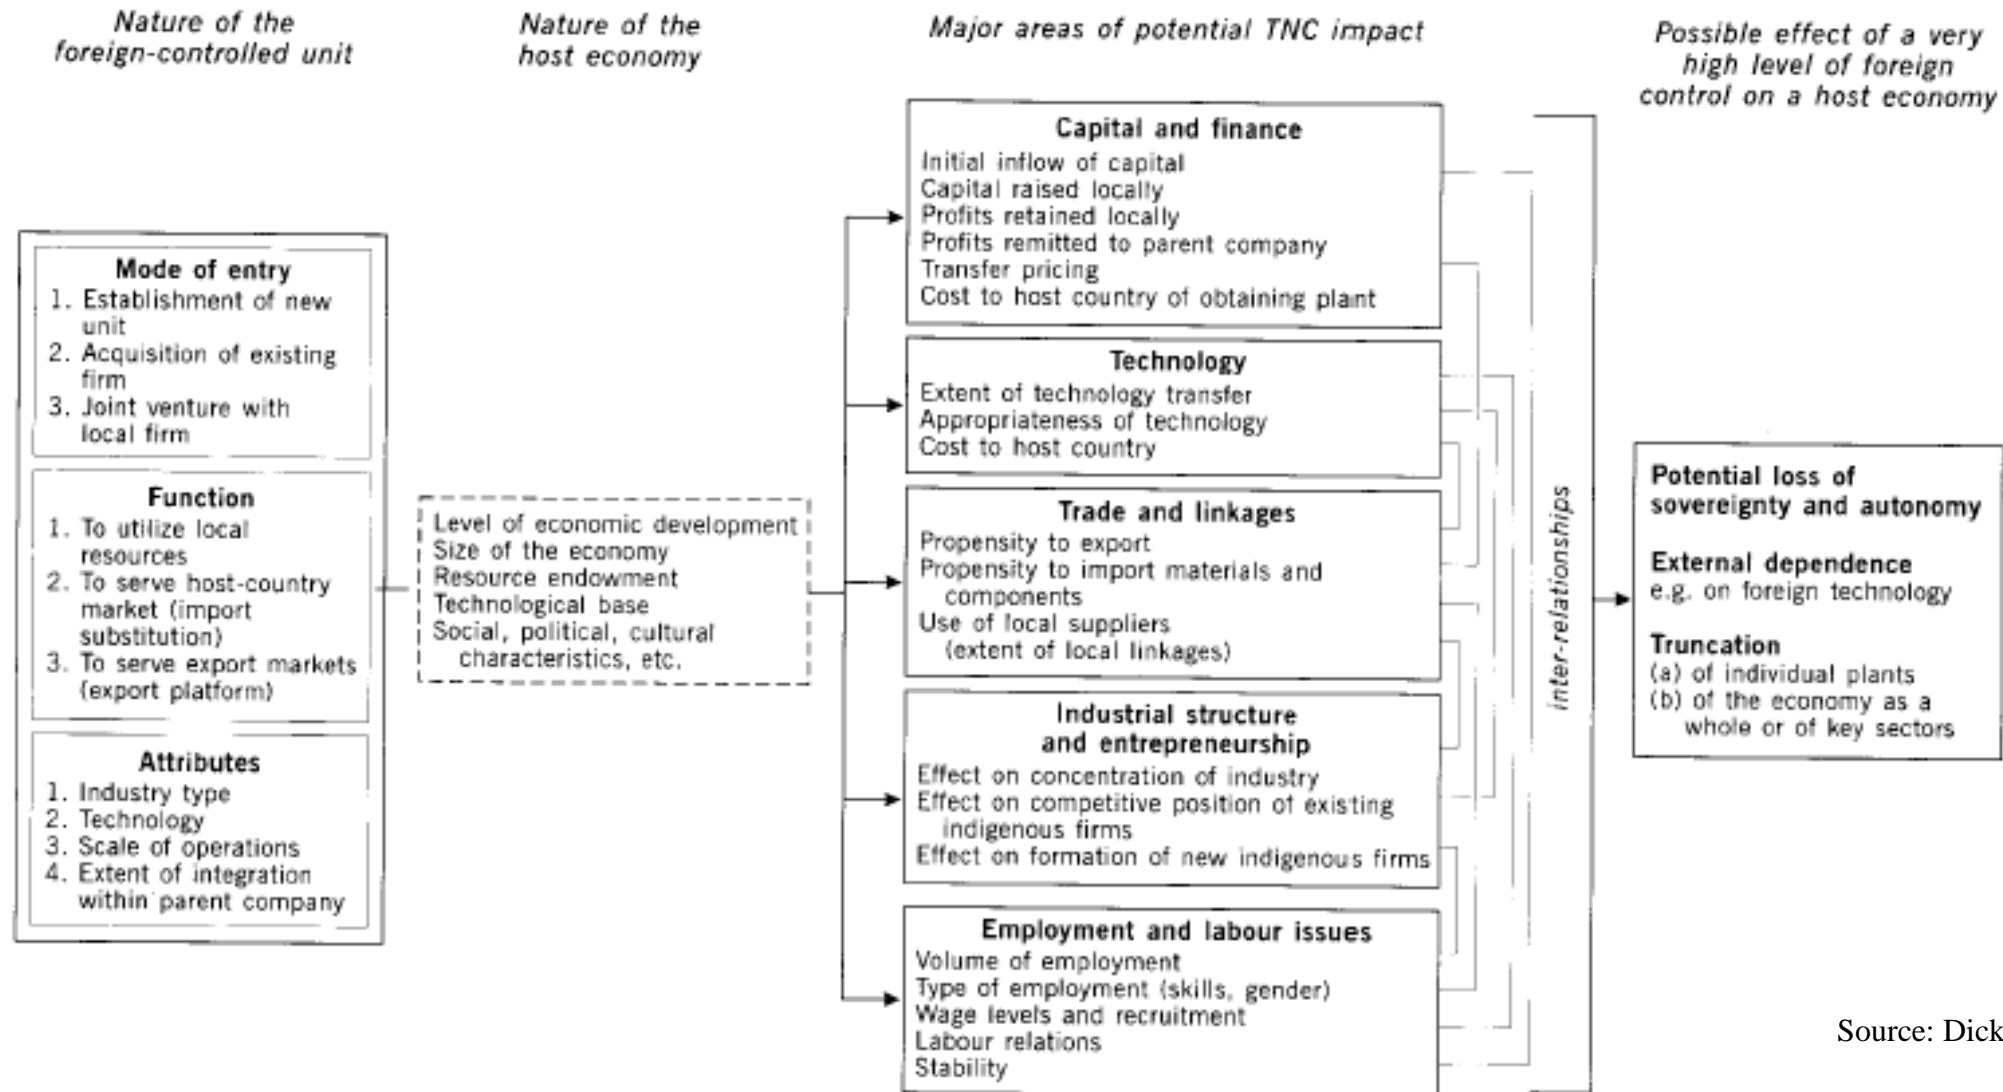 Nature of the
foreign-controlled unit
Nature of the
host economy
Major areas of potential TNC impact
Possible effect of a very
high level of foreign
control on a host economy
Mode of entry
1. Establishment of new
unit
2. Acquisition of existing
firm
3. Joint venture with
local firm
Function
1. To utilize local
resources
2. To serve host-country
market (import
substitution)
3. To serve export markets
(export platform)
Attributes
1. Industry type
2. Technology
3. Scale of operations
4. Extent of integration
within parent company
Level of economic development
Size of the economy
Resource endowment
Technological base
Social, political, cultural
characteristics, etc.
Capital and finance
Initial inflow of capital
Capital raised locally
Profits retained locally
Profits remitted to parent company
Transfer pricing
Cost to host country of obtaining plant
Technology
Extent of technology transfer
Appropriateness of technology
Cost to host country
Trade and linkages
Propensity to export
Propensity to import materials and
components
Use of local suppliers
(extent of local linkages)
Industrial structure
and entrepreneurship
Effect on concentration of industry
Effect on competitive position of existing
indigenous firms
Effect on formation of new indigenous firms
Employment and labour issues
Volume of employment
Type of employment (skills, gender)
Wage levels and recruitment
Labour relations
Stability
inter-relationships
Potential loss of
sovereignty and autonomy
External dependence
e.g. on foreign technology
Truncation
(a) of individual plants
(b) of the economy as a
whole or of key sectors
Source: Dick